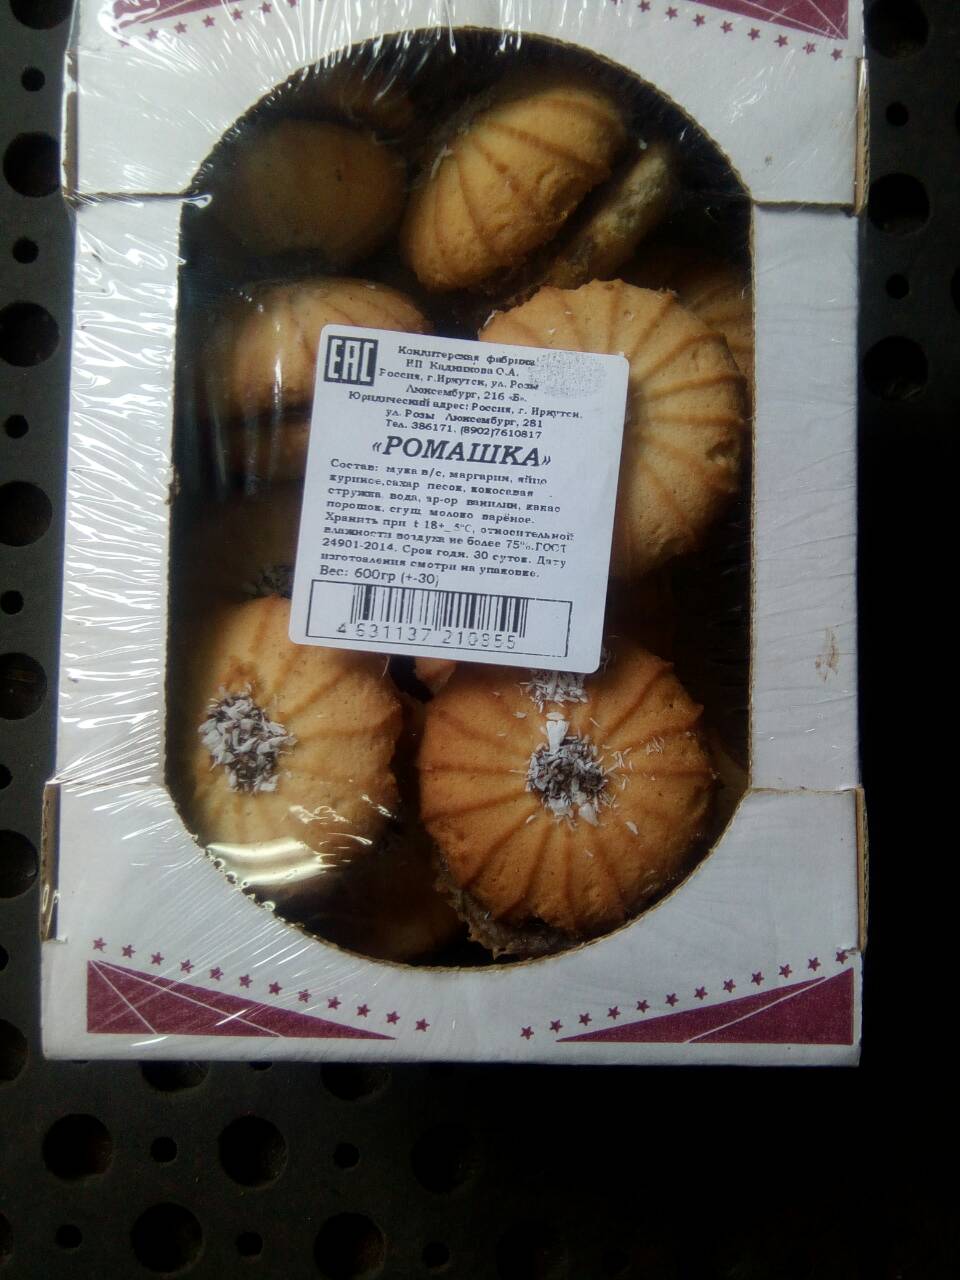 EAC
Кондитерская фабрика
ИП Кадникова О.А.
Россия, г.Иркутск, ул. Розы
Люксембург, 216 «Б».
Юридический адрес: Россия, г. Иркутск,
ул. Розы Люксембург, 281
Тел. 386171, (8902)7610817
«РОМАШКА»
Состав: мука в/с, маргарин, яйцо
куриное,сахар песок, кокосовая
стружка, вода, ар-ор ванилин, какао
порошок, сгущ. молоко варёное.
Хранить при t 18+_5°С, относительной
влажности воздуха не более 75%.ГОСТ
24901-2014. Срок годн. 30 суток. Дату
изготовления смотри на упаковке.
Вес: 600гр (+-30)
4 631137 210855